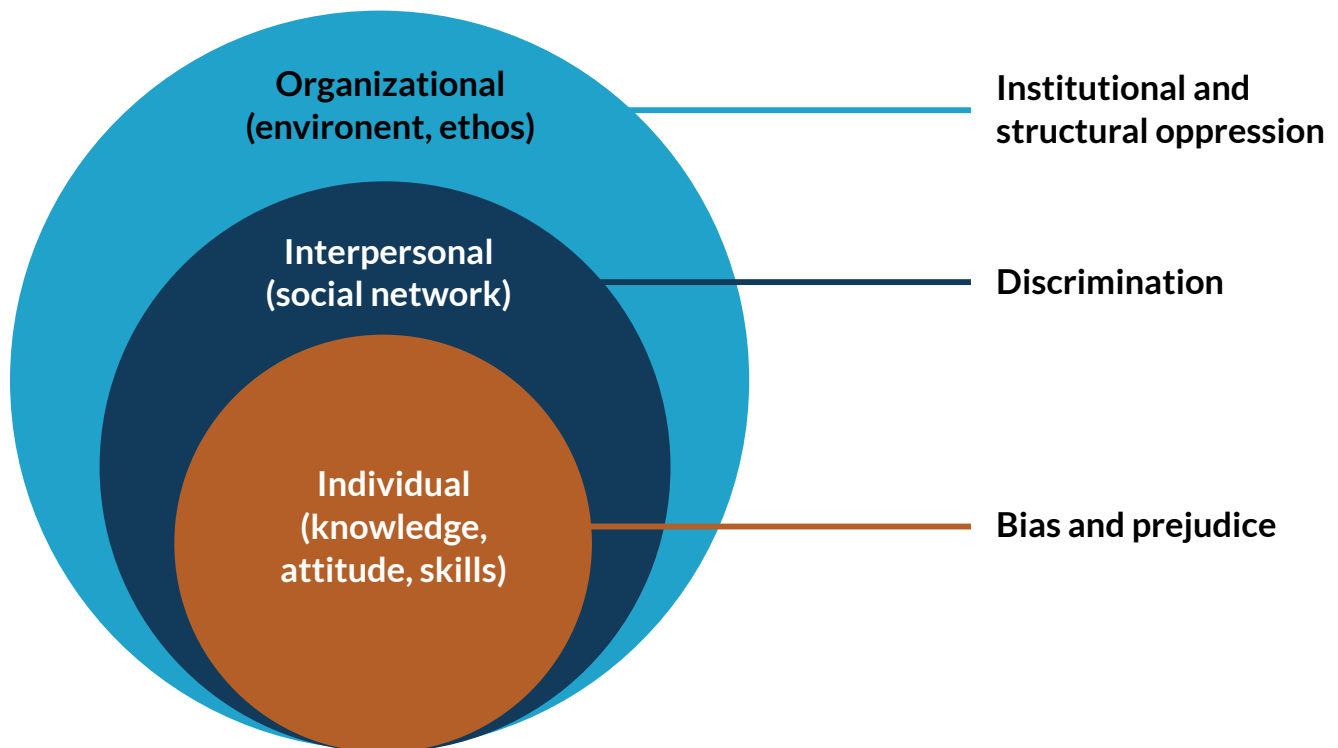 Organizational
(environent, ethos)
Institutional and
structural oppression
Interpersonal
(social network)
Discrimination
Individual
(knowledge,
attitude, skills)
Bias and prejudice